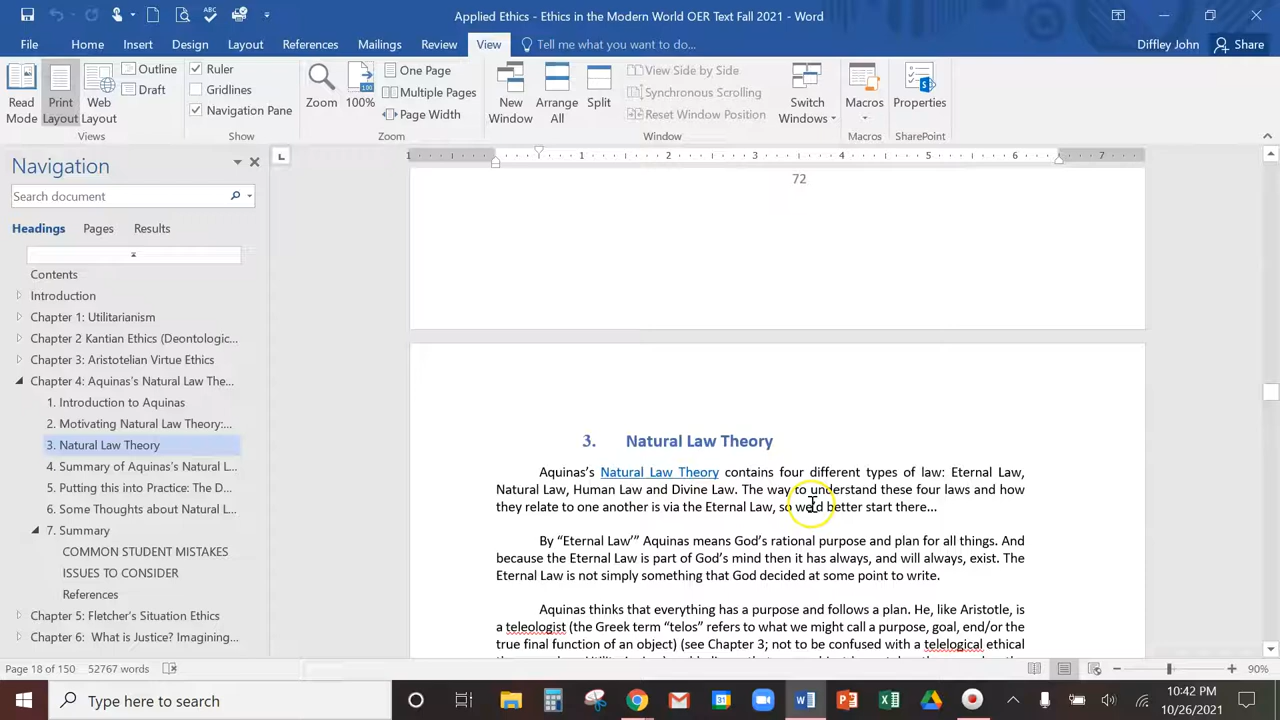 Applied Ethics - Ethics in the Modern World OER Text Fall 2021 - Word
File Home Insert Design Layout References Mailings Review View Tell me what you want to do... Diffley John Share
Read Mode
Print Layout
Web Layout
Outline
Draft
Views
Ruler
Gridlines
Navigation Pane
Show
Zoom
100%
One Page
Multiple Pages
Page Width
Zoom
New Window
Arrange All
Split
View Side by Side
Synchronous Scrolling
Reset Window Position
Window
Switch Windows
Macros
Macros
Properties
SharePoint
Navigation
Search document
Headings Pages Results
Contents
Introduction
Chapter 1: Utilitarianism
Chapter 2 Kantian Ethics (Deontologic...
Chapter 3: Aristotelian Virtue Ethics
Chapter 4: Aquinas's Natural Law The...
1. Introduction to Aquinas
2. Motivating Natural Law Theory:...
3. Natural Law Theory
4. Summary of Aquinas's Natural L...
5. Putting this into Practice: The D...
6. Some Thoughts about Natural L...
7. Summary
COMMON STUDENT MISTAKES
ISSUES TO CONSIDER
References
Chapter 5: Fletcher's Situation Ethics
Chapter 6: What is Justice? Imagining...
1 1 2 3 4 5 6 7
72
3. Natural Law Theory
Aquinas's Natural Law Theory contains four different types of law: Eternal Law,
Natural Law, Human Law and Divine Law. The way to understand these four laws and how
they relate to one another is via the Eternal Law, so we'd better start there...
By “Eternal Law'” Aquinas means God's rational purpose and plan for all things. And
because the Eternal Law is part of God's mind then it has always, and will always, exist. The
Eternal Law is not simply something that God decided at some point to write.
Aquinas thinks that everything has a purpose and follows a plan. He, like Aristotle, is
a teleologist (the Greek term “telos” refers to what we might call a purpose, goal, end/or the
true final function of an object) (see Chapter 3; not to be confused with a telelogical ethical
Page 18 of 150 52767 words 90%
Type here to search
10:42 PM
10/26/2021